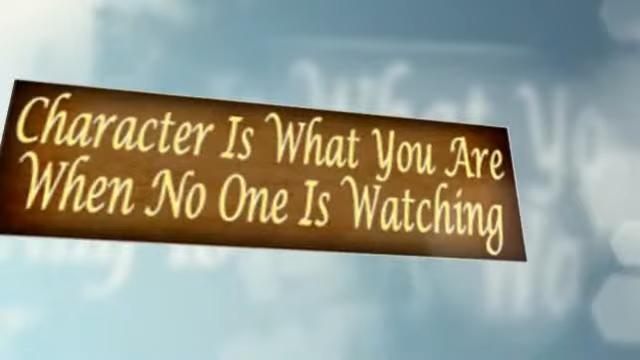 Character Is What You Are
When No One Is Watching